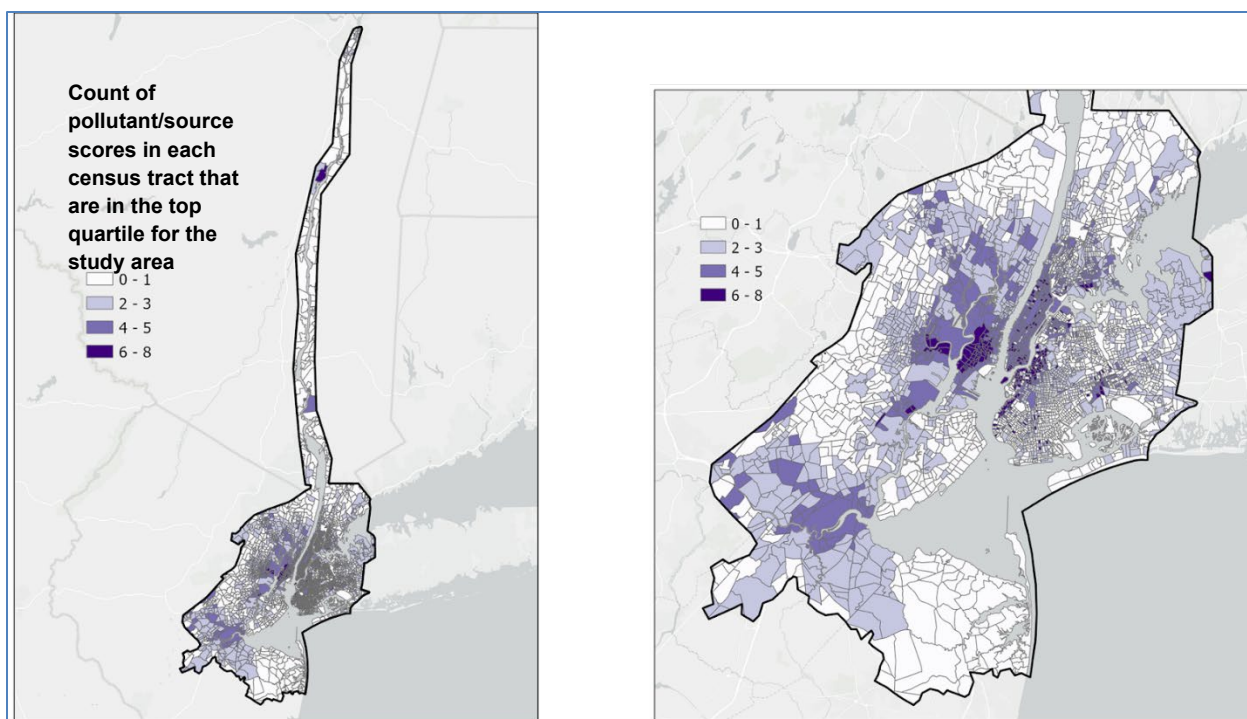 Count of
pollutant/source
scores in each
census tract that
are in the top
quartile for the
study area
0 - 1
2 - 3
4 - 5
6 - 8
0 - 1
2 - 3
4 - 5
6 - 8